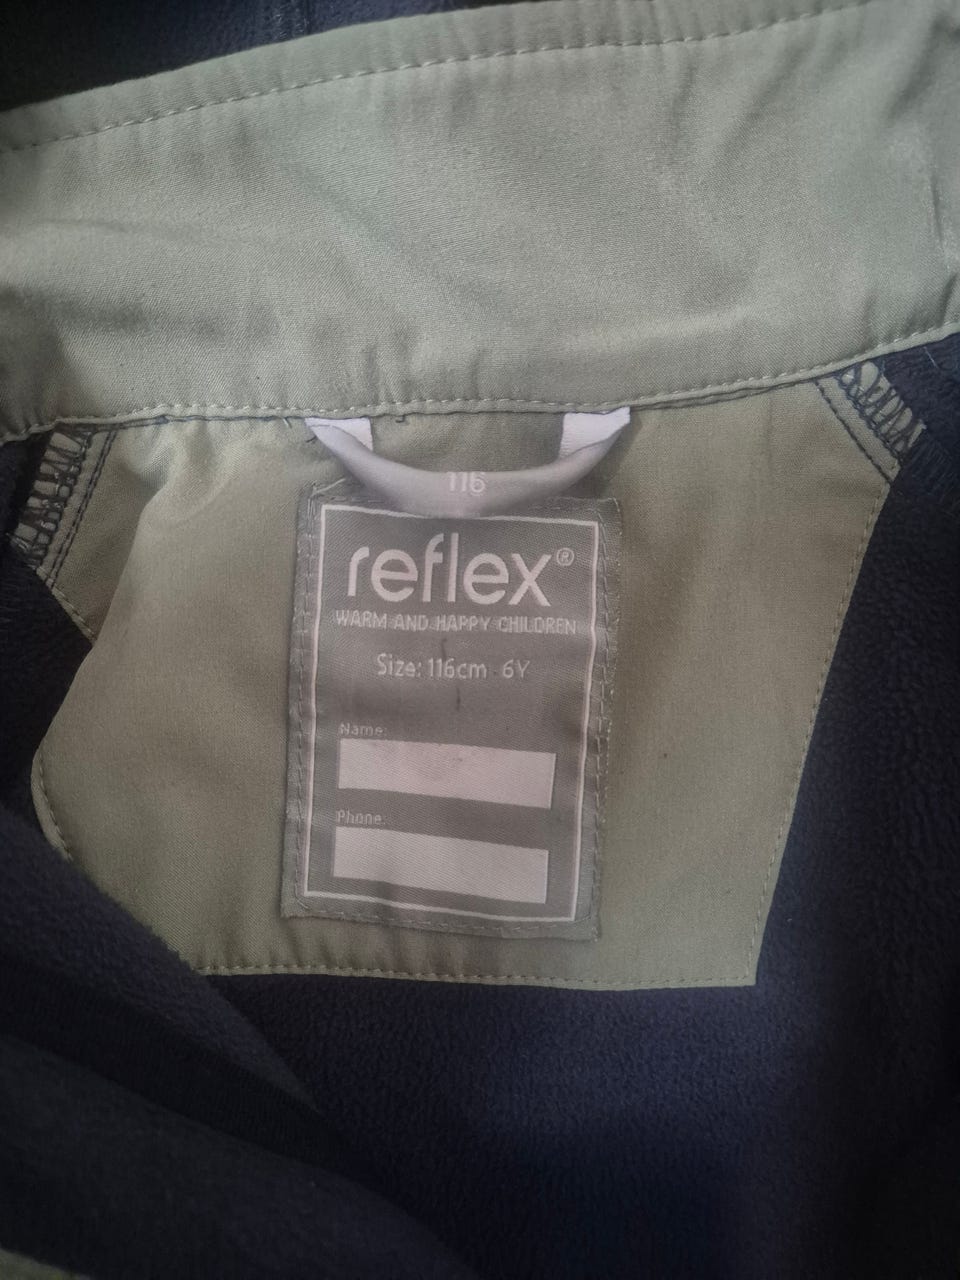 116
reflex®
WARM AND HAPPY CHILDREN
Size: 116cm 6Y
Name:
Phone: